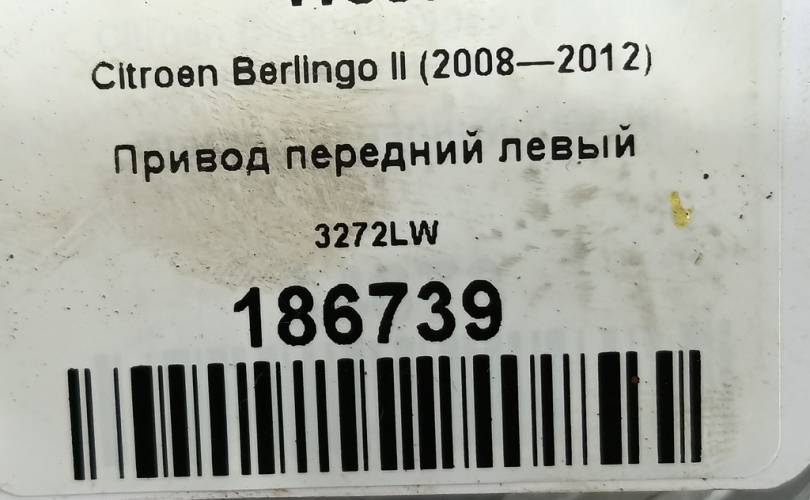 Citroen Berlingo II (2008—2012)
Привод передний левый
3272LW
186739